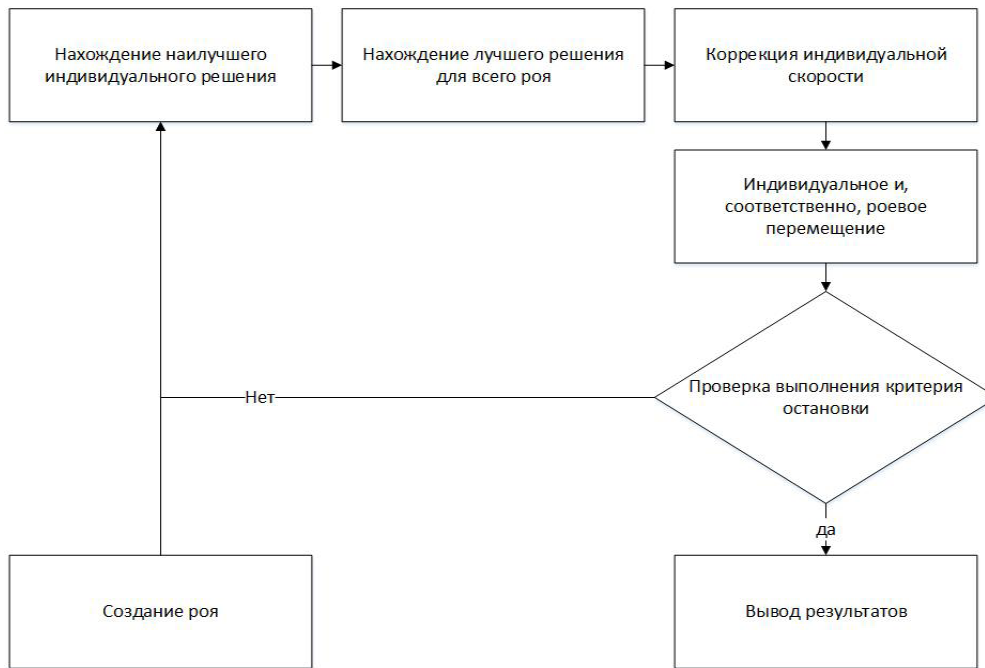 Нахождение наилучшего
индивидуального решения
Нахождение лучшего решения
для всего роя
Коррекция индивидуальной
скорости
Индивидуальное и,
соответственно, роевое
перемещение
Проверка выполнения критерия
остановки
Нет
да
Создание роя
Вывод результатов